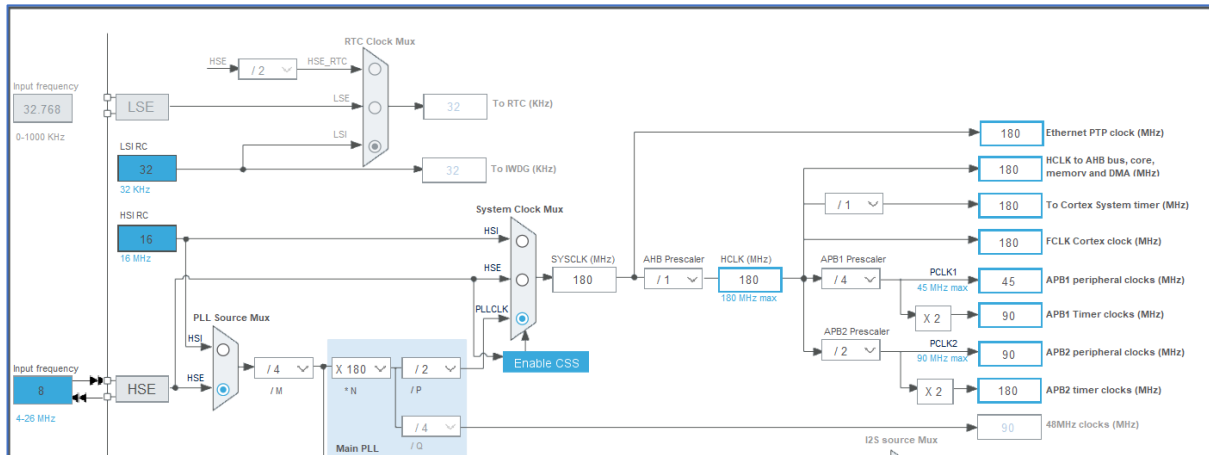 RTC Clock Mux
HSE
/ 2
HSE_RTC
Input frequency
32.768
0-1000 KHz
LSE
LSE
32
To RTC (KHz)
LSI
LSI RC
32
32 KHz
32
To IWDG (KHz)
HSI RC
16
16 MHz
System Clock Mux
HSI
HSE
PLLCLK
SYSCLK (MHz)
180
AHB Prescaler
/ 1
HCLK (MHz)
180
180 MHz max
180
Ethernet PTP clock (MHz)
180
HCLK to AHB bus, core,
memory and DMA (MHz)
/ 1
180
To Cortex System timer (MHz)
180
FCLK Cortex clock (MHz)
APB1 Prescaler
/ 4
PCLK1
45 MHz max
45
APB1 peripheral clocks (MHz)
X 2
90
APB1 Timer clocks (MHz)
APB2 Prescaler
/ 2
PCLK2
90 MHz max
90
APB2 peripheral clocks (MHz)
X 2
180
APB2 timer clocks (MHz)
PLL Source Mux
HSI
HSE
Input frequency
8
4-26 MHz
HSE
/ 4
/ M
X 180
* N
/ 2
/ P
Enable CSS
/ 4
/ Q
Main PLL
90
48MHz clocks (MHz)
I2S source Mux